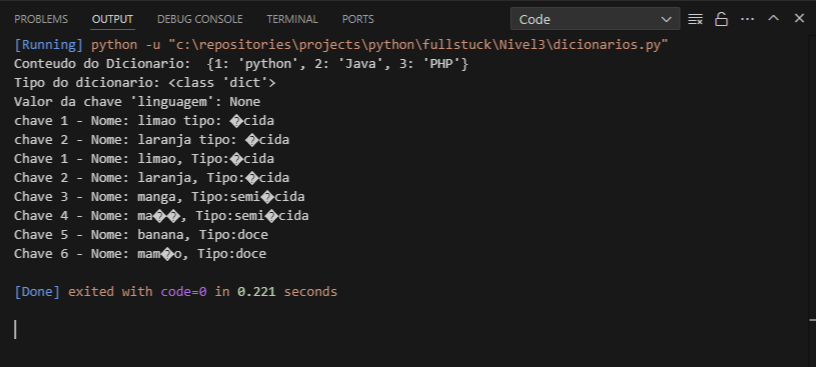 PROBLEMS OUTPUT DEBUG CONSOLE TERMINAL PORTS Code
[Running] python -u "c:\repositories\projects\python\fullstuck\Nivel3\dicionarios.py"
Conteudo do Dicionario:  {1: 'python', 2: 'Java', 3: 'PHP'}
Tipo do dicionario: <class 'dict'>
Valor da chave 'linguagem': None
chave 1 - Nome: limao tipo: �cida
chave 2 - Nome: laranja tipo: �cida
Chave 1 - Nome: limao, Tipo:�cida
Chave 2 - Nome: laranja, Tipo:�cida
Chave 3 - Nome: manga, Tipo:semi�cida
Chave 4 - Nome: ma��, Tipo:semi�cida
Chave 5 - Nome: banana, Tipo:doce
Chave 6 - Nome: mam�o, Tipo:doce
[Done] exited with code=0 in 0.221 seconds